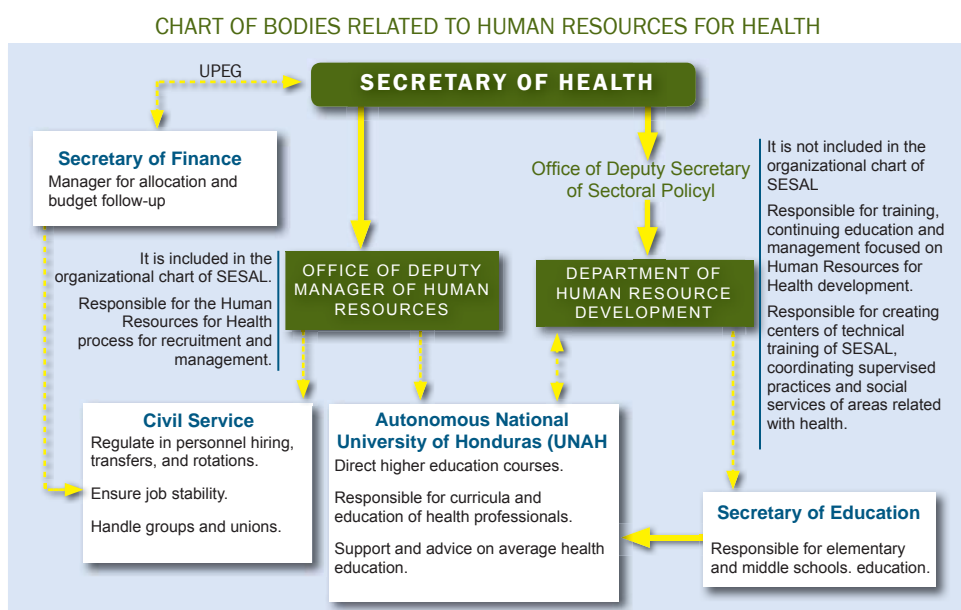 CHART OF BODIES RELATED TO HUMAN RESOURCES FOR HEALTH
UPEG
SECRETARY OF HEALTH
Secretary of Finance
Manager for allocation and
budget follow-up
Office of Deputy Secretary
of Sectoral Policyl
It is not included in the
organizational chart of
SESAL
Responsible for training,
continuing education and
management focused on
Human Resources for
Health development.
Responsible for creating
centers of technical
training of SESAL,
coordinating supervised
practices and social
services of areas related
with health.
It is included in the
organizational chart of SESAL.
Responsible for the Human
Resources for Health
process for recruitment and
management.
OFFICE OF DEPUTY
MANAGER OF HUMAN
RESOURCES
DEPARTMENT OF
HUMAN RESOURCE
DEVELOPMENT
Civil Service
Regulate in personnel hiring,
transfers, and rotations.
Ensure job stability.
Handle groups and unions.
Autonomous National
University of Honduras (UNAH
Direct higher education courses.
Responsible for curricula and
education of health professionals.
Support and advice on average health
education.
Secretary of Education
Responsible for elementary
and middle schools. education.